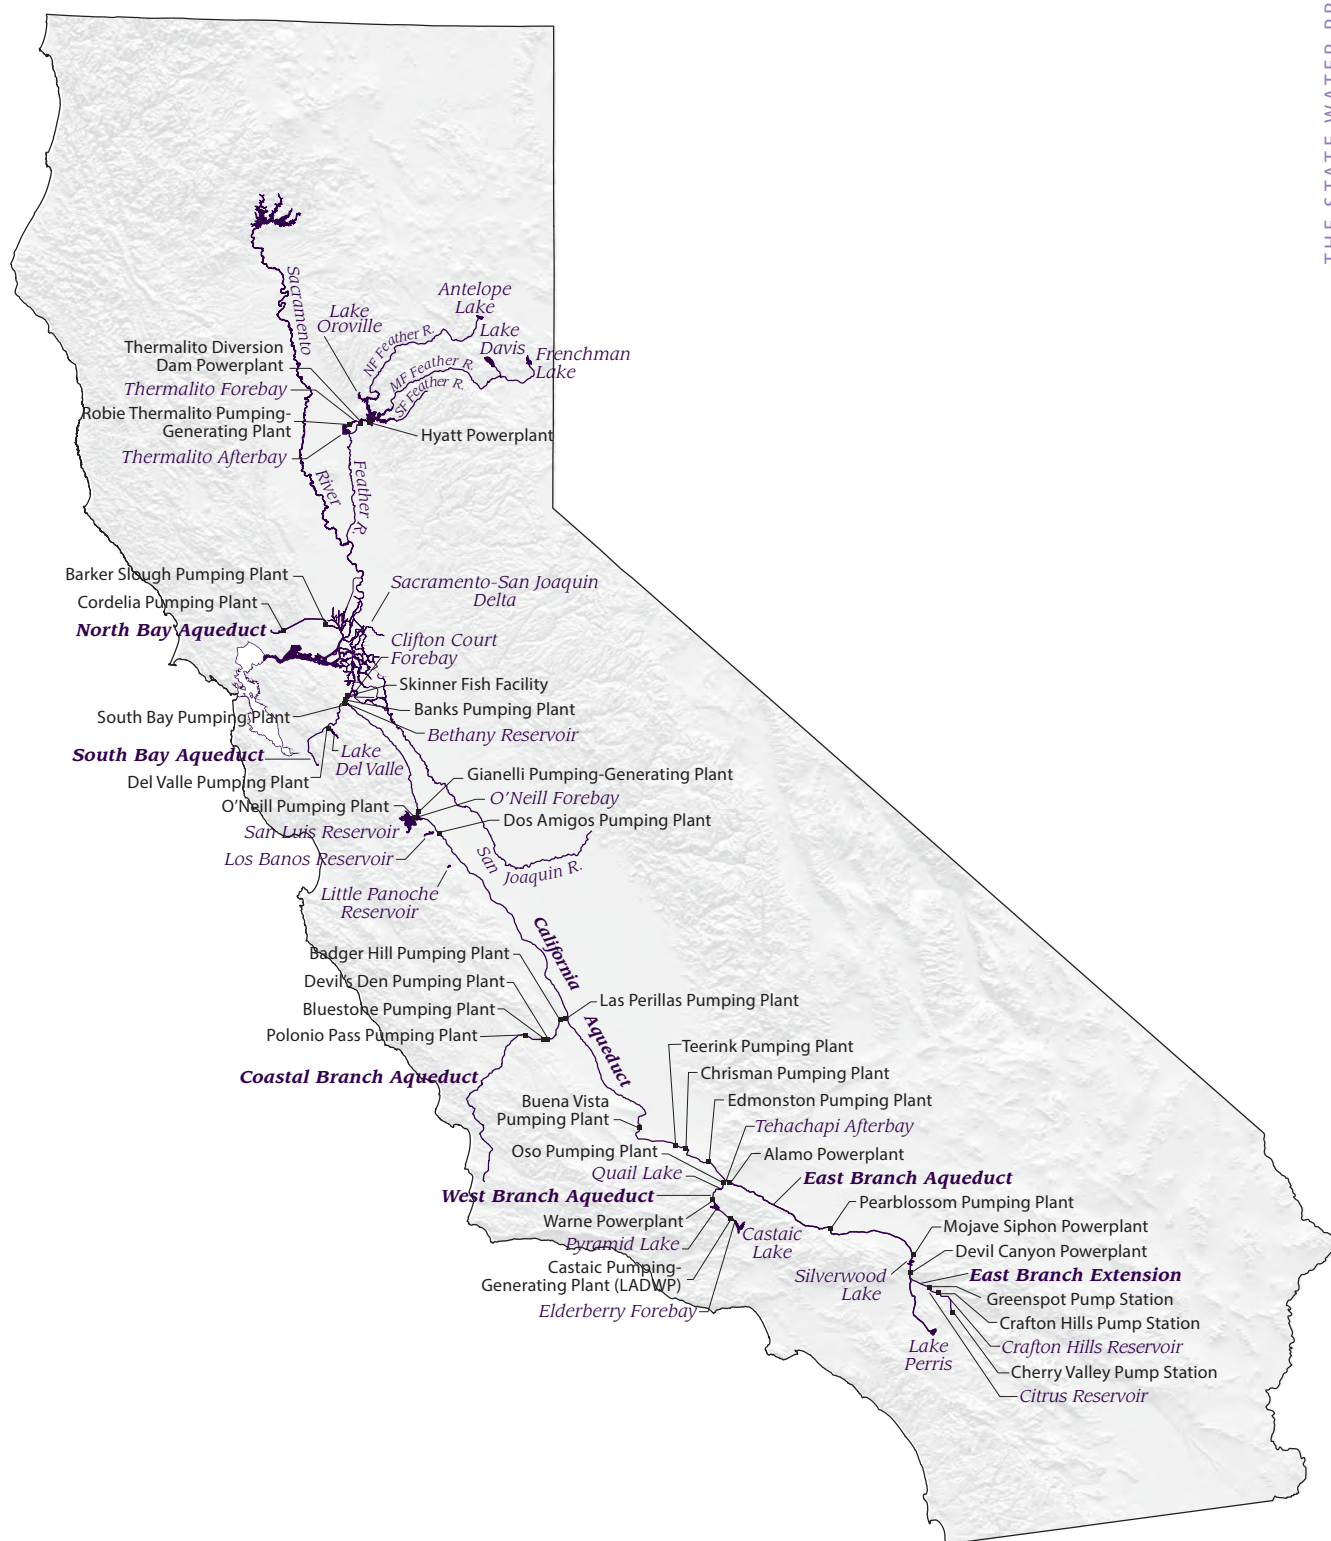 THE STATE WATER
Sacramento
River
Antelope
Lake
Lake
Oroville
NF Feather R.
Lake
Davis
MF Feather R.
SF Feather R.
Frenchman
Lake
Thermalito Diversion
Dam Powerplant
Thermalito Forebay
Robie Thermalito Pumping-
Generating Plant
Hyatt Powerplant
Thermalito Afterbay
Feather R.
Barker Slough Pumping Plant
Cordelia Pumping Plant
North Bay Aqueduct
Sacramento-San Joaquin
Delta
Clifton Court
Forebay
Skinner Fish Facility
Banks Pumping Plant
South Bay Pumping Plant
Bethany Reservoir
South Bay Aqueduct
Lake
Del Valle
Del Valle Pumping Plant
Gianelli Pumping-Generating Plant
O'Neill Forebay
O'Neill Pumping Plant
Dos Amigos Pumping Plant
San Luis Reservoir
Los Banos Reservoir
San
Joaquin R.
Little Panoche
Reservoir
California
Aqueduct
Badger Hill Pumping Plant
Devil's Den Pumping Plant
Las Perillas Pumping Plant
Bluestone Pumping Plant
Polonio Pass Pumping Plant
Coastal Branch Aqueduct
Teerink Pumping Plant
Chrisman Pumping Plant
Edmonston Pumping Plant
Buena Vista
Pumping Plant
Tehachapi Afterbay
Oso Pumping Plant
Alamo Powerplant
Quail Lake
East Branch Aqueduct
West Branch Aqueduct
Pearblossom Pumping Plant
Warne Powerplant
Mojave Siphon Powerplant
Pyramid Lake
Castaic
Lake
Devil Canyon Powerplant
Castaic Pumping-
Generating Plant (LADWP)
Silverwood
Lake
East Branch Extension
Greenspot Pump Station
Elderberry Forebay
Crafton Hills Pump Station
Lake
Perris
Crafton Hills Reservoir
Cherry Valley Pump Station
Citrus Reservoir